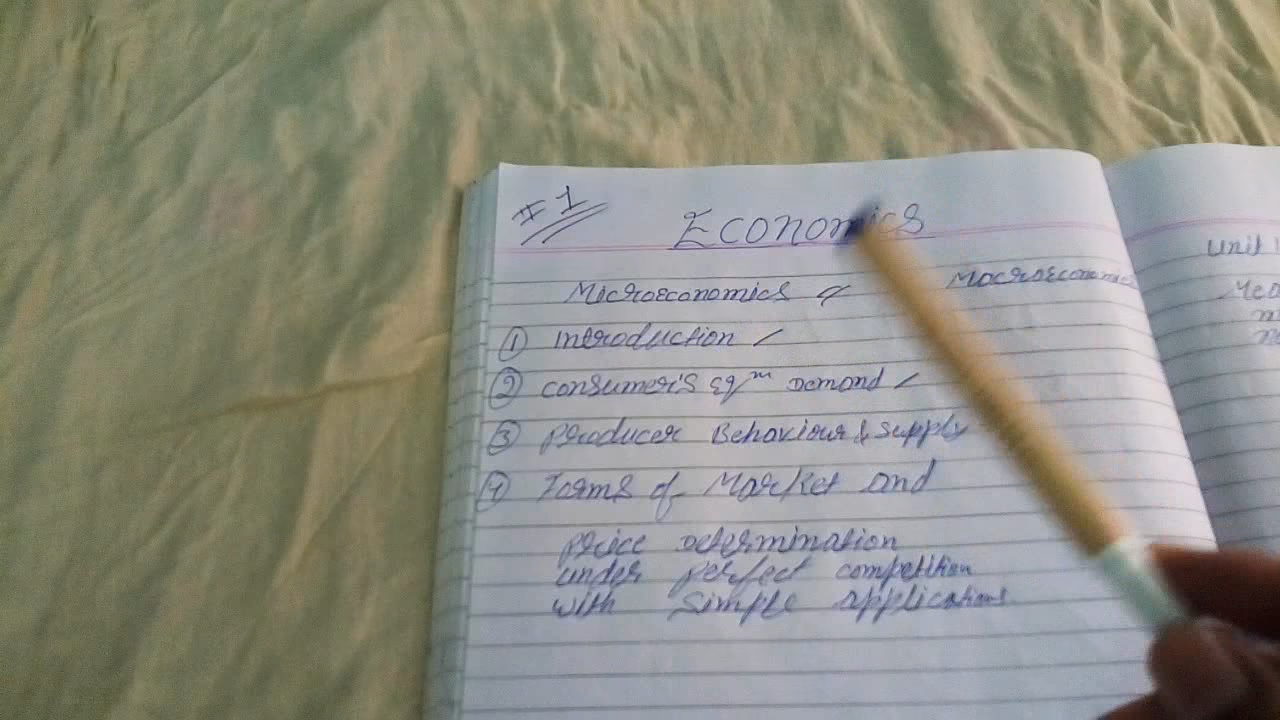 #1
Economics
Microeconomics & Macroeconomics
① Introduction ✓
② Consumer's Eqᵐ Demand ✓
③ Producer Behaviour & Supply
④ Forms of Market and
Price Determination
under perfect competition
with simple applications.
Unit 1